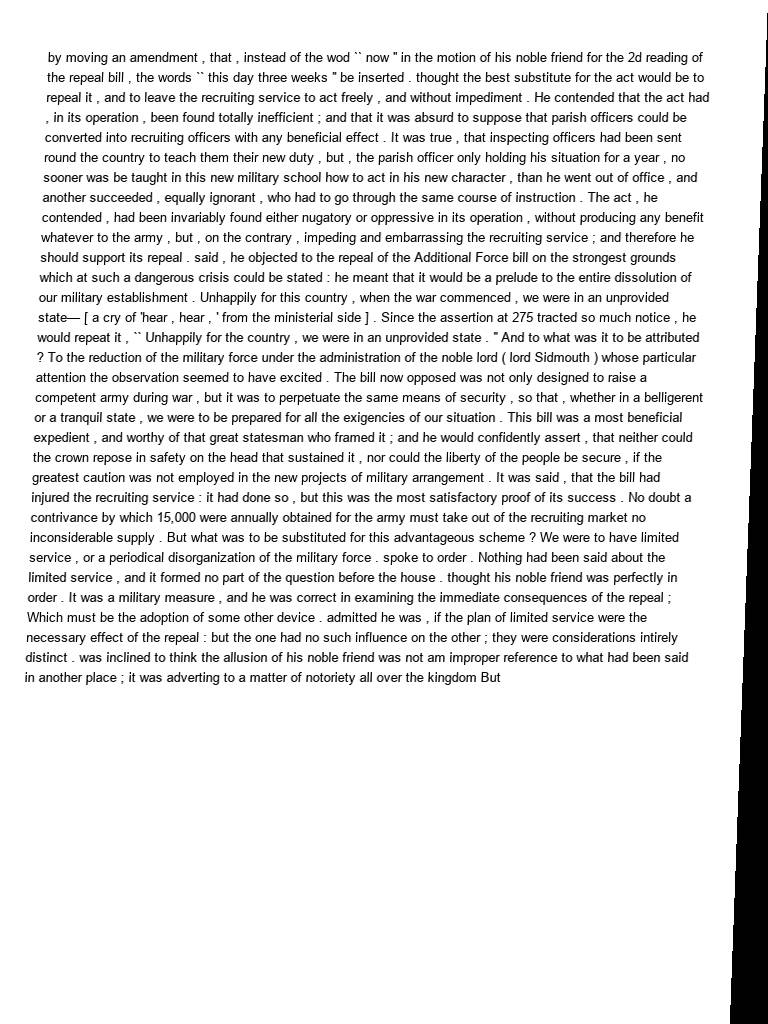 by moving an amendment , that , instead of the wod `` now '' in the motion of his noble friend for the 2d reading of
the repeal bill , the words `` this day three weeks '' be inserted . thought the best substitute for the act would be to
repeal it , and to leave the recruiting service to act freely , and without impediment . He contended that the act had
, in its operation , been found totally inefficient ; and that it was absurd to suppose that parish officers could be
converted into recruiting officers with any beneficial effect . It was true , that inspecting officers had been sent
round the country to teach them their new duty , but , the parish officer only holding his situation for a year , no
sooner was be taught in this new military school how to act in his new character , than he went out of office , and
another succeeded , equally ignorant , who had to go through the same course of instruction . The act , he
contended , had been invariably found either nugatory or oppressive in its operation , without producing any benefit
whatever to the army , but , on the contrary , impeding and embarrassing the recruiting service ; and therefore he
should support its repeal . said , he objected to the repeal of the Additional Force bill on the strongest grounds
which at such a dangerous crisis could be stated : he meant that it would be a prelude to the entire dissolution of
our military establishment . Unhappily for this country , when the war commenced , we were in an unprovided
state— [ a cry of 'hear , hear , ' from the ministerial side ] . Since the assertion at 275 tracted so much notice , he
would repeat it , `` Unhappily for the country , we were in an unprovided state . '' And to what was it to be attributed
? To the reduction of the military force under the administration of the noble lord ( lord Sidmouth ) whose particular
attention the observation seemed to have excited . The bill now opposed was not only designed to raise a
competent army during war , but it was to perpetuate the same means of security , so that , whether in a belligerent
or a tranquil state , we were to be prepared for all the exigencies of our situation . This bill was a most beneficial
expedient , and worthy of that great statesman who framed it ; and he would confidently assert , that neither could
the crown repose in safety on the head that sustained it , nor could the liberty of the people be secure , if the
greatest caution was not employed in the new projects of military arrangement . It was said , that the bill had
injured the recruiting service : it had done so , but this was the most satisfactory proof of its success . No doubt a
contrivance by which 15,000 were annually obtained for the army must take out of the recruiting market no
inconsiderable supply . But what was to be substituted for this advantageous scheme ? We were to have limited
service , or a periodical disorganization of the military force . spoke to order . Nothing had been said about the
limited service , and it formed no part of the question before the house . thought his noble friend was perfectly in
order . It was a military measure , and he was correct in examining the immediate consequences of the repeal ;
Which must be the adoption of some other device . admitted he was , if the plan of limited service were the
necessary effect of the repeal : but the one had no such influence on the other ; they were considerations intirely
distinct . was inclined to think the allusion of his noble friend was not am improper reference to what had been said
in another place ; it was adverting to a matter of notoriety all over the kingdom But